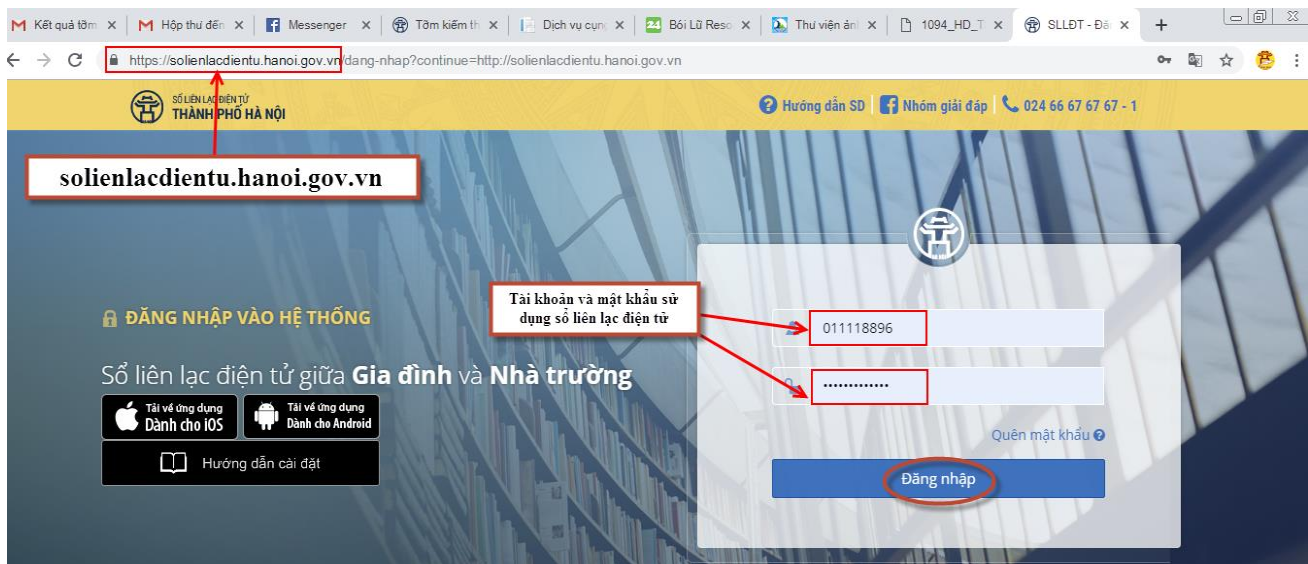 Kết quả tờm
Hộp thư đến
Messenger
Tờm kiếm th
Dịch vụ cung
Bói Lữ Reso
Thư viện ản
1094_HD_T
SLLĐT - Đă
https://solienlacdientu.hanoi.gov.vn/dang-nhap?continue=http://solienlacdientu.hanoi.gov.vn
SỔ LIÊN LẠC ĐIỆN TỬ
THÀNH PHỐ HÀ NỘI
Hướng dẫn SD
Nhóm giải đáp
024 66 67 67 67 - 1
solienlacdientu.hanoi.gov.vn
Tài khoản và mật khẩu sử
dụng sổ liên lạc điện tử
ĐĂNG NHẬP VÀO HỆ THỐNG
Sổ liên lạc điện tử giữa Gia đình và Nhà trường
Tải về ứng dụng
Dành cho iOS
Tải về ứng dụng
Dành cho Android
Hướng dẫn cài đặt
011118896
•••••••••••••
Quên mật khẩu
Đăng nhập